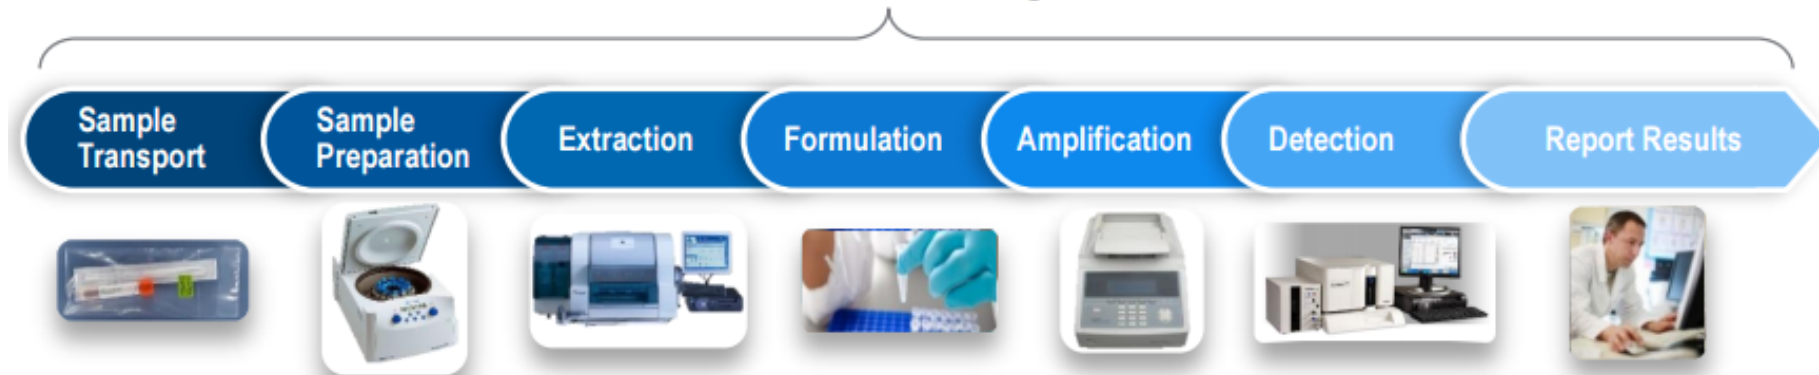 Sample
Transport
Sample
Preparation
Extraction
Formulation
Amplification
Detection
Report Results